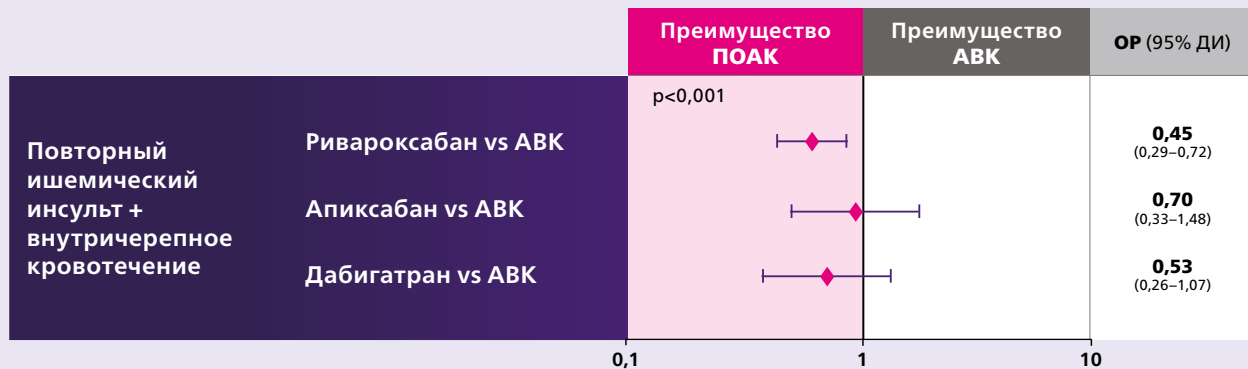 Преимущество
ПОАК
Преимущество
АВК
ОР (95% ДИ)
p<0,001
Повторный
ишемический
инсульт +
внутричерепное
кровотечение
Ривароксабан vs АВК
0,45
(0,29–0,72)
Апиксабан vs АВК
0,70
(0,33–1,48)
Дабигатран vs АВК
0,53
(0,26–1,07)
0,1
1
10